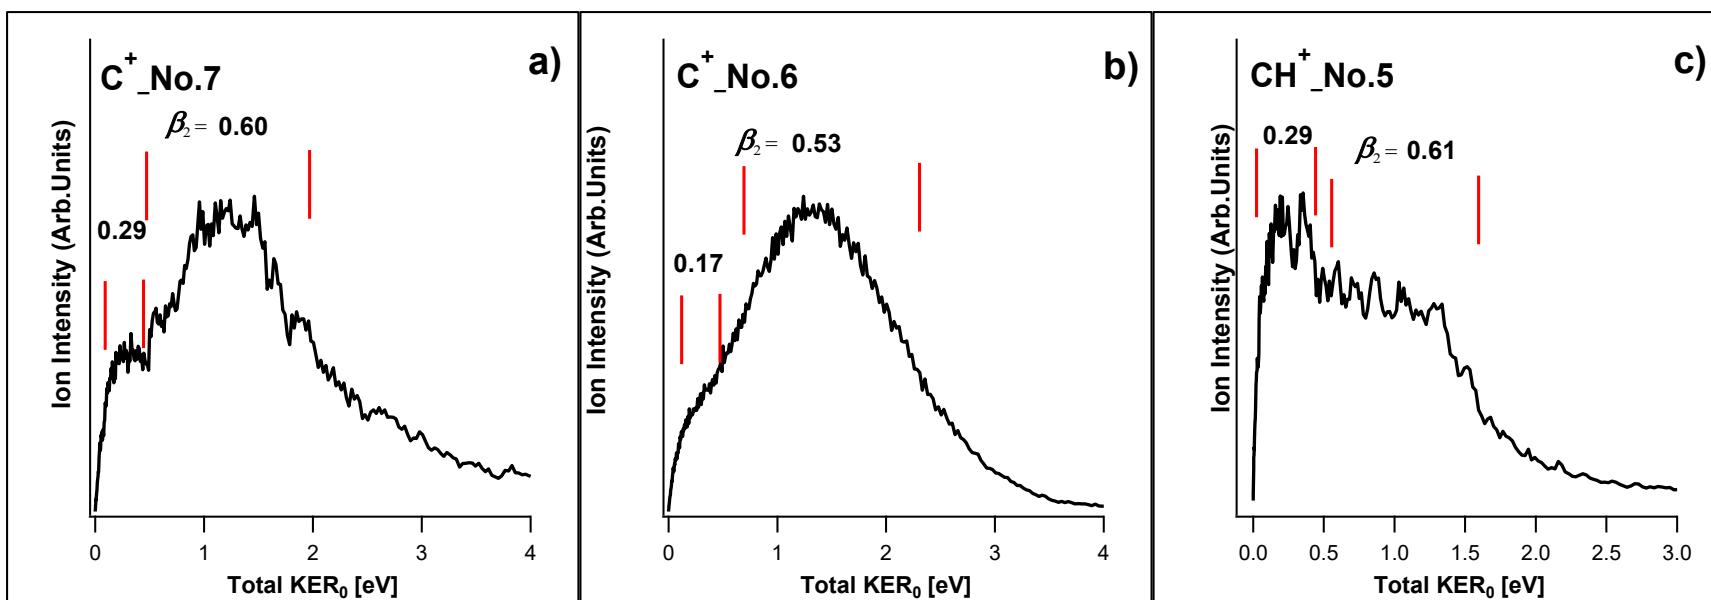 a)
C⁺_No.7
β₂ = 0.60
0.29
Ion Intensity (Arb.Units)
0 1 2 3 4
Total KER₀ [eV]
b)
C⁺_No.6
β₂ = 0.53
0.17
Ion Intensity (Arb.Units)
0 1 2 3 4
Total KER₀ [eV]
c)
CH⁺_No.5
0.29 β₂ = 0.61
Ion Intensity (Arb.Units)
0.0 0.5 1.0 1.5 2.0 2.5 3.0
Total KER₀ [eV]